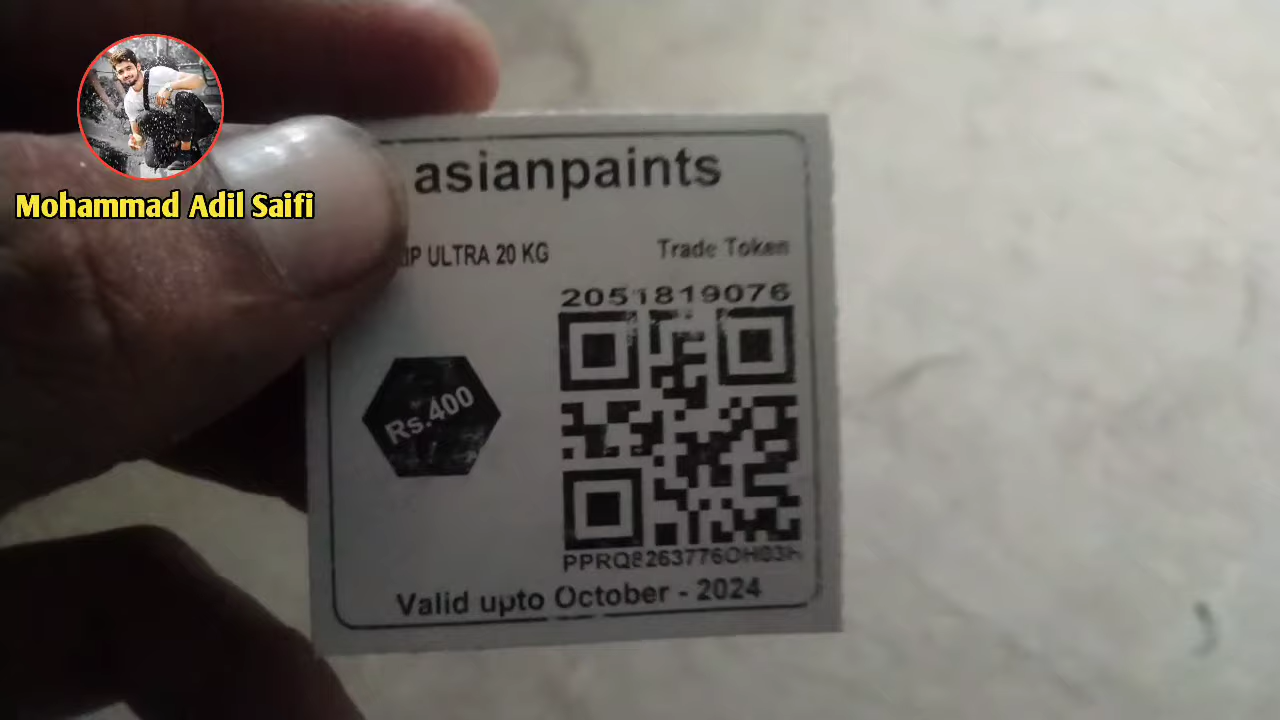 Mohammad Adil Saifi
asianpaints
ULTRA 20 KG
Trade Token
2051819076
Rs.400
Valid upto October - 2024